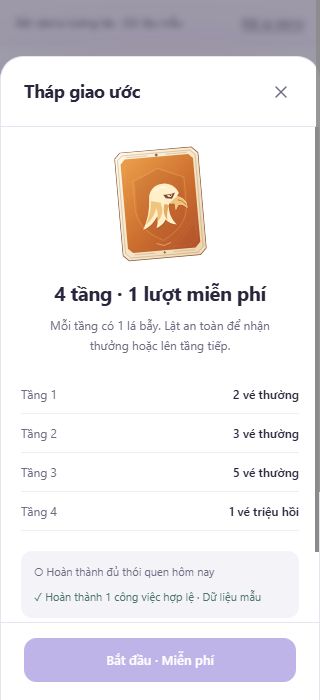 Tháp giao ước
4 tầng · 1 lượt miễn phí
Mỗi tầng có 1 lá bẫy. Lật an toàn để nhận
thưởng hoặc lên tầng tiếp.
Tầng 1 2 vé thường
Tầng 2 3 vé thường
Tầng 3 5 vé thường
Tầng 4 1 vé triệu hồi
○ Hoàn thành đủ thói quen hôm nay
✓ Hoàn thành 1 công việc hợp lệ · Dữ liệu mẫu
Bắt đầu · Miễn phí